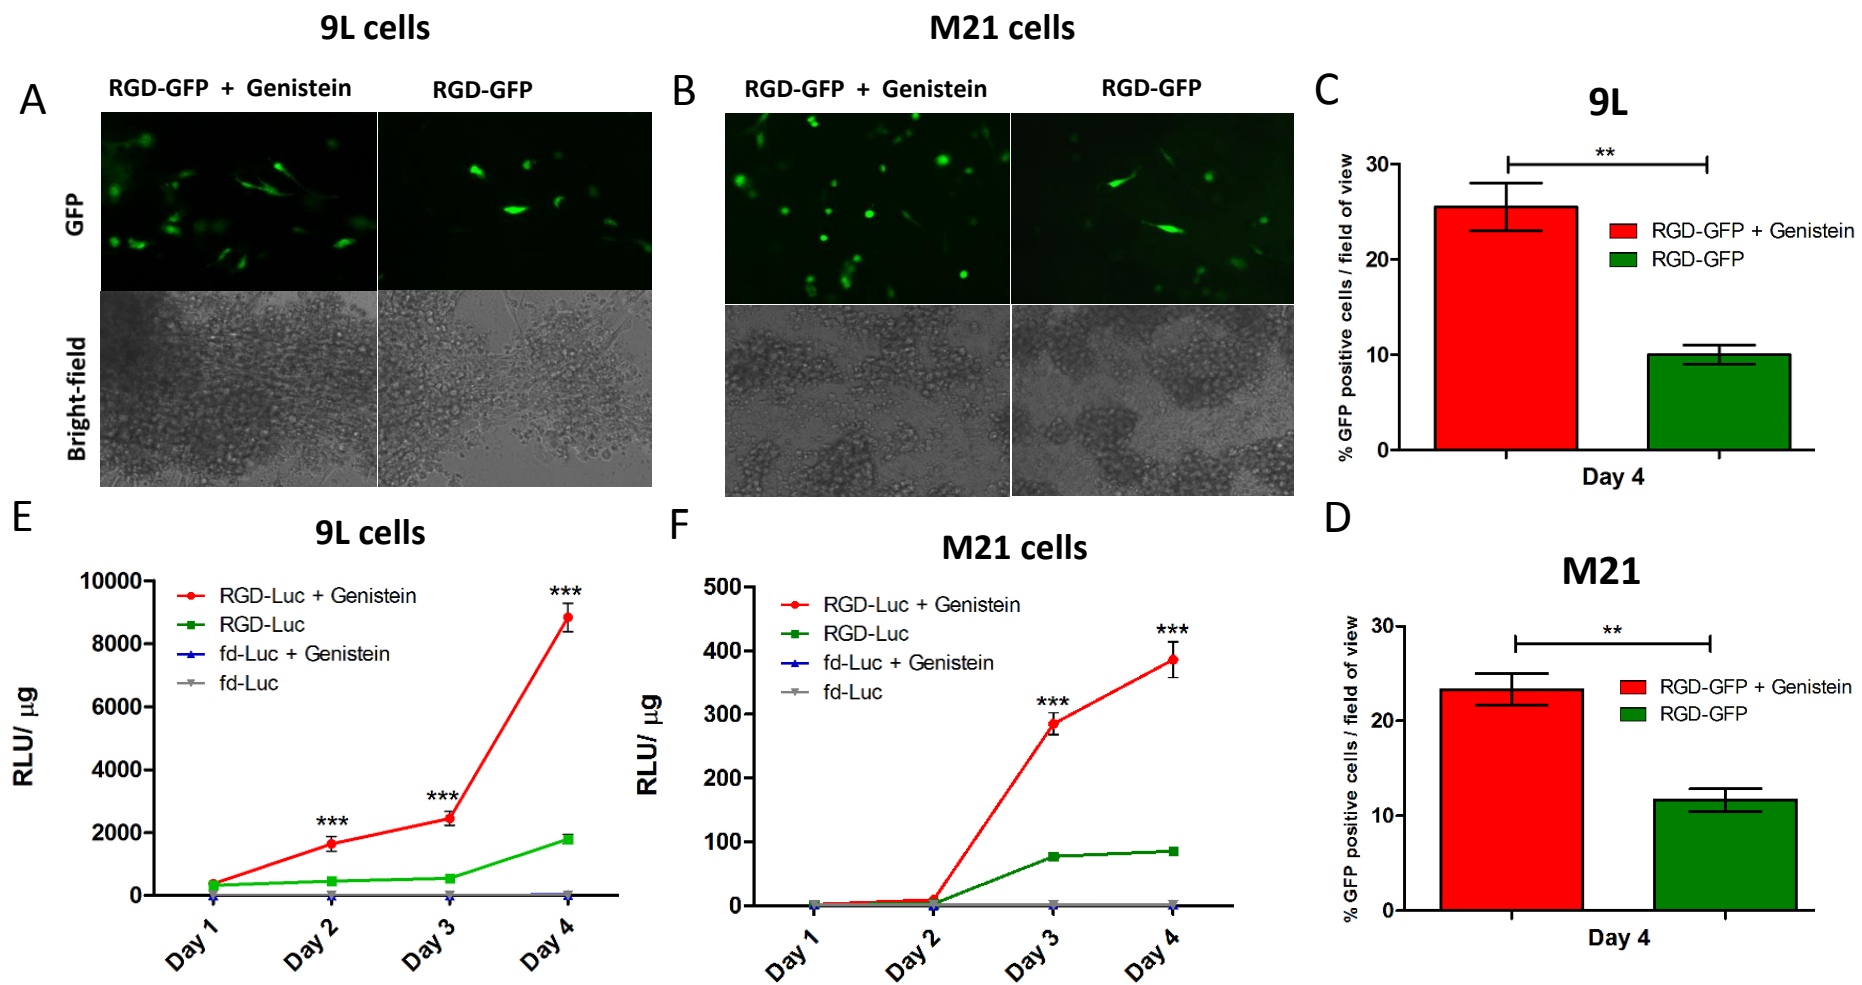 9L cells
M21 cells
A
RGD-GFP + Genistein
RGD-GFP
GFP
Bright-field
B
RGD-GFP + Genistein
RGD-GFP
C
9L
% GFP positive cells / field of view
30
20
10
0
**
RGD-GFP + Genistein
RGD-GFP
Day 4
D
M21
% GFP positive cells / field of view
30
20
10
0
**
RGD-GFP + Genistein
RGD-GFP
Day 4
E
9L cells
RLU/ μg
10000
8000
6000
4000
2000
0
RGD-Luc + Genistein
RGD-Luc
fd-Luc + Genistein
fd-Luc
***
***
***
Day 1
Day 2
Day 3
Day 4
F
M21 cells
RLU/ μg
500
400
300
200
100
0
RGD-Luc + Genistein
RGD-Luc
fd-Luc + Genistein
fd-Luc
***
***
Day 1
Day 2
Day 3
Day 4